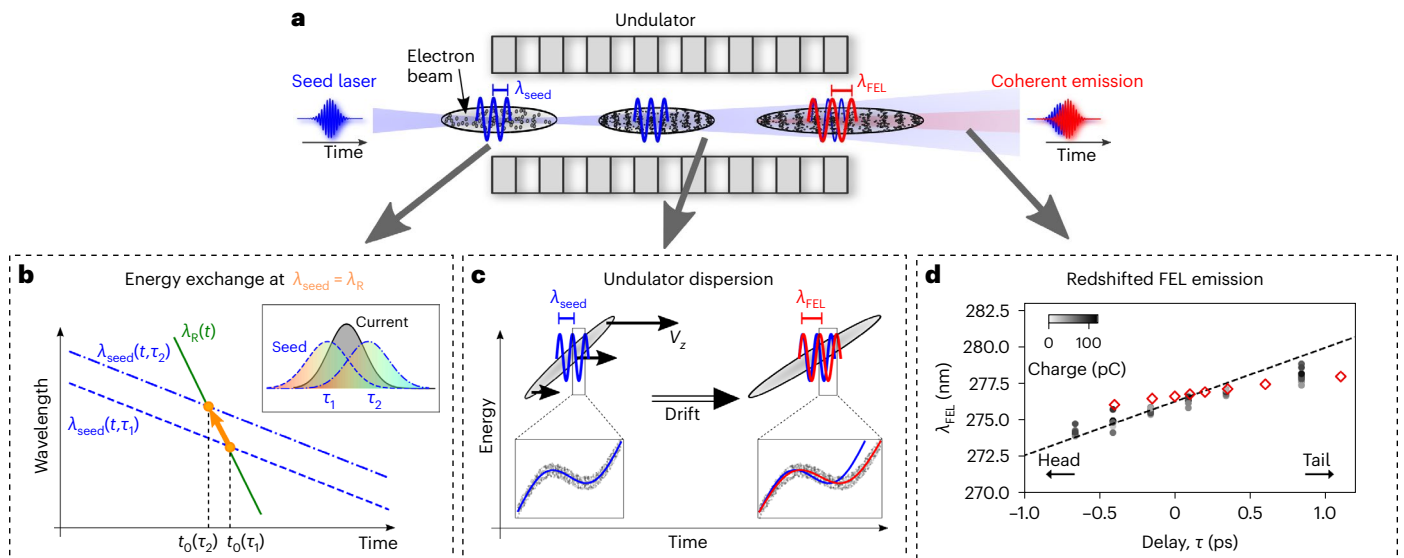 a
Undulator
Electron
beam
Seed laser
λseed
λFEL
Coherent emission
Time
Time
b
Energy exchange at λseed = λR
λR(t)
Current
Seed
τ1 τ2
λseed(t,τ2)
λseed(t,τ1)
Wavelength
t0(τ2) t0(τ1)
Time
c
Undulator dispersion
λseed
λFEL
Vz
Drift
Energy
Time
d
Redshifted FEL emission
282.5
280.0
277.5
275.0
272.5
270.0
λFEL (nm)
0 100
Charge (pC)
Head
Tail
−1.0 −0.5 0 0.5 1.0
Delay, τ (ps)